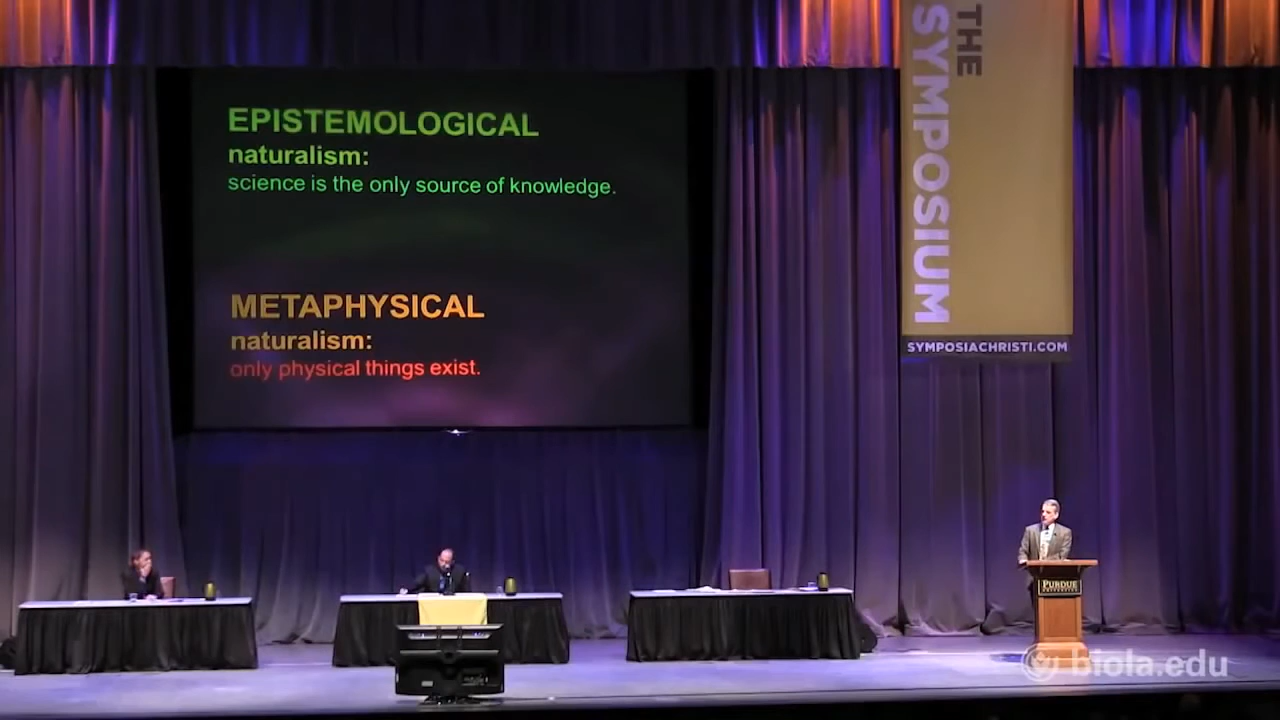 EPISTEMOLOGICAL
naturalism:
science is the only source of knowledge.
METAPHYSICAL
naturalism:
only physical things exist.
THE
SYMPOSIUM
SYMPOSIACHRISTI.COM
PURDUE
UNIVERSITY
biola.edu